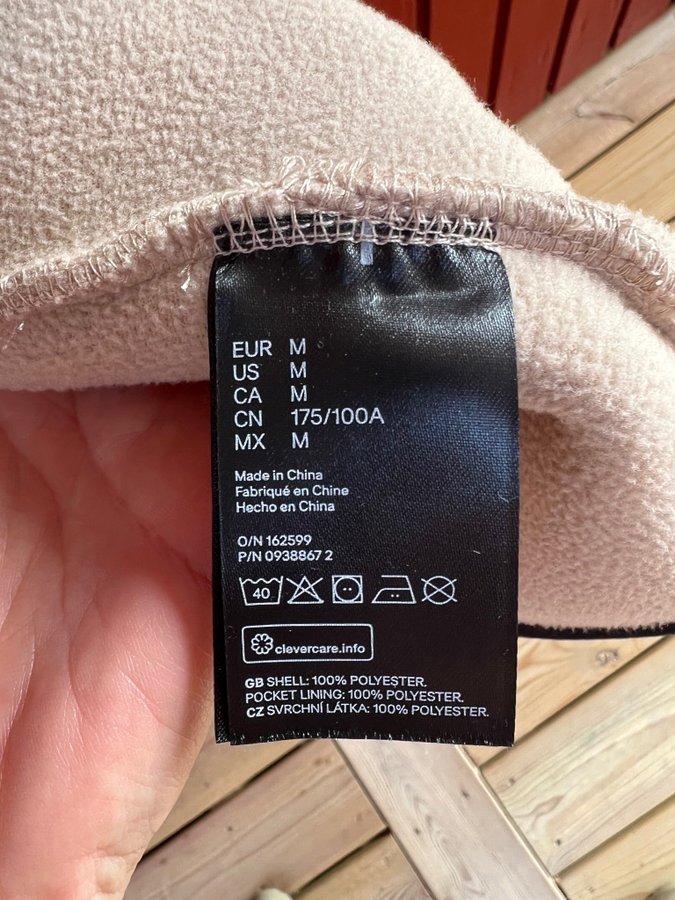 EUR M
US M
CA M
CN 175/100A
MX M
Made in China
Fabriqué en Chine
Hecho en China
O/N 162599
P/N 0938867 2
40
clevercare.info
GB SHELL: 100% POLYESTER.
POCKET LINING: 100% POLYESTER.
CZ SVRCHNÍ LÁTKA: 100% POLYESTER.